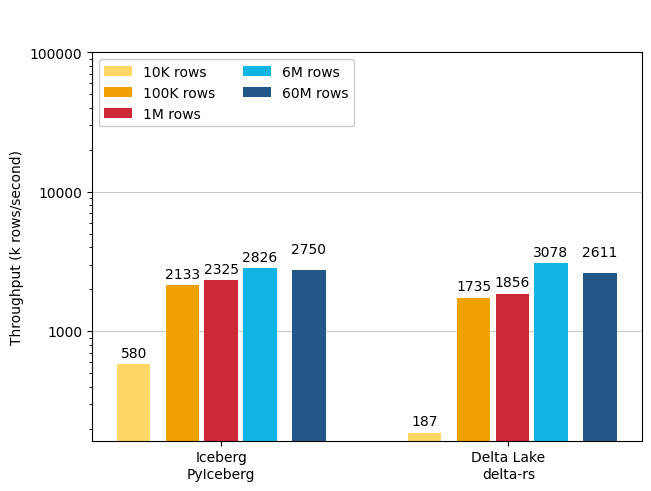 100000
10000
1000
Throughput (k rows/second)
10K rows
100K rows
1M rows
6M rows
60M rows
580
2133
2325
2826
2750
187
1735
1856
3078
2611
Iceberg
PyIceberg
Delta Lake
delta-rs